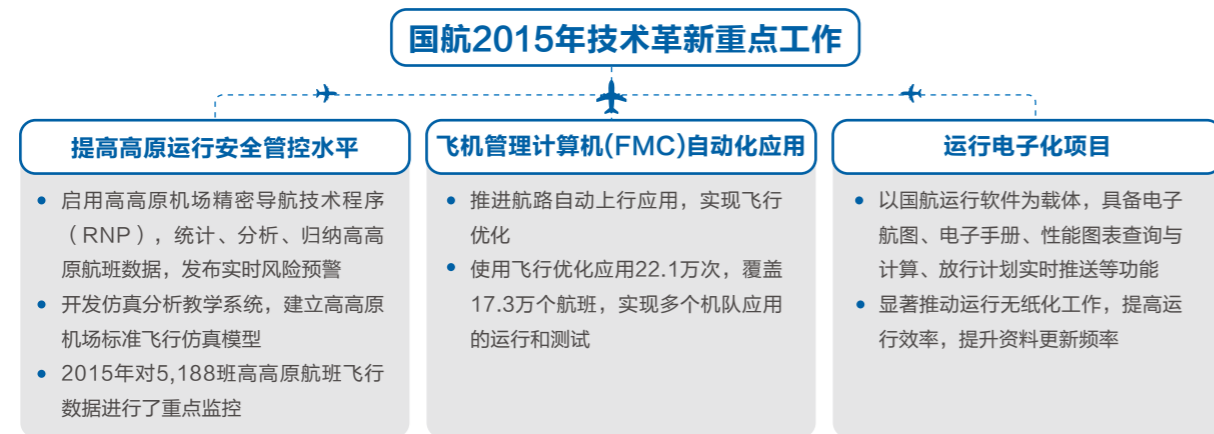 国航2015年技术革新重点工作
提高高原运行安全管控水平
启用高高原机场精密导航技术程序
（RNP），统计、分析、归纳高高
原航班数据，发布实时风险预警
开发仿真分析教学系统，建立高高原
机场标准飞行仿真模型
2015年对5,188班高高原航班飞行
数据进行了重点监控
飞机管理计算机(FMC)自动化应用
推进航路自动上行应用，实现飞行
优化
使用飞行优化应用22.1万次，覆盖
17.3万个航班，实现多个机队应用
的运行和测试
运行电子化项目
以国航运行软件为载体，具备电子
航图、电子手册、性能图表查询与
计算、放行计划实时推送等功能
显著推动运行无纸化工作，提高运
行效率，提升资料更新频率